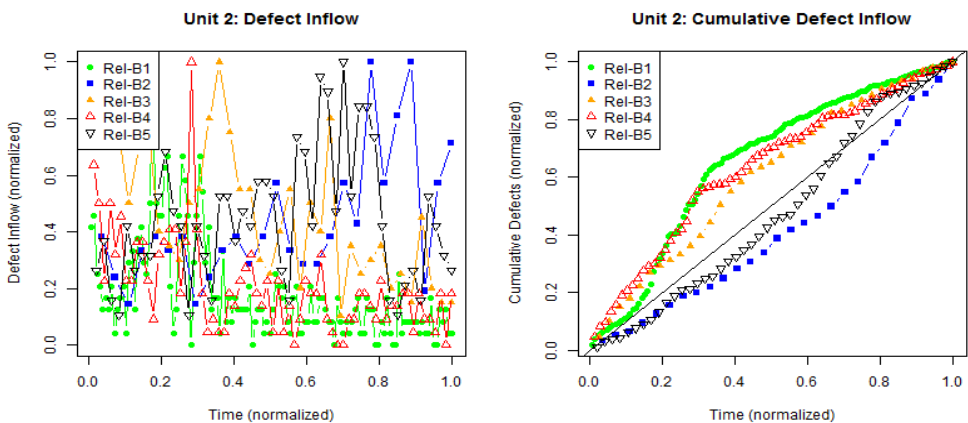 Unit 2: Defect Inflow
Defect Inflow (normalized)
1.0
0.8
0.6
0.4
0.2
0.0
Rel-B1
Rel-B2
Rel-B3
Rel-B4
Rel-B5
0.0 0.2 0.4 0.6 0.8 1.0
Time (normalized)
Unit 2: Cumulative Defect Inflow
Cumulative Defects (normalized)
1.0
0.8
0.6
0.4
0.2
0.0
Rel-B1
Rel-B2
Rel-B3
Rel-B4
Rel-B5
0.0 0.2 0.4 0.6 0.8 1.0
Time (normalized)